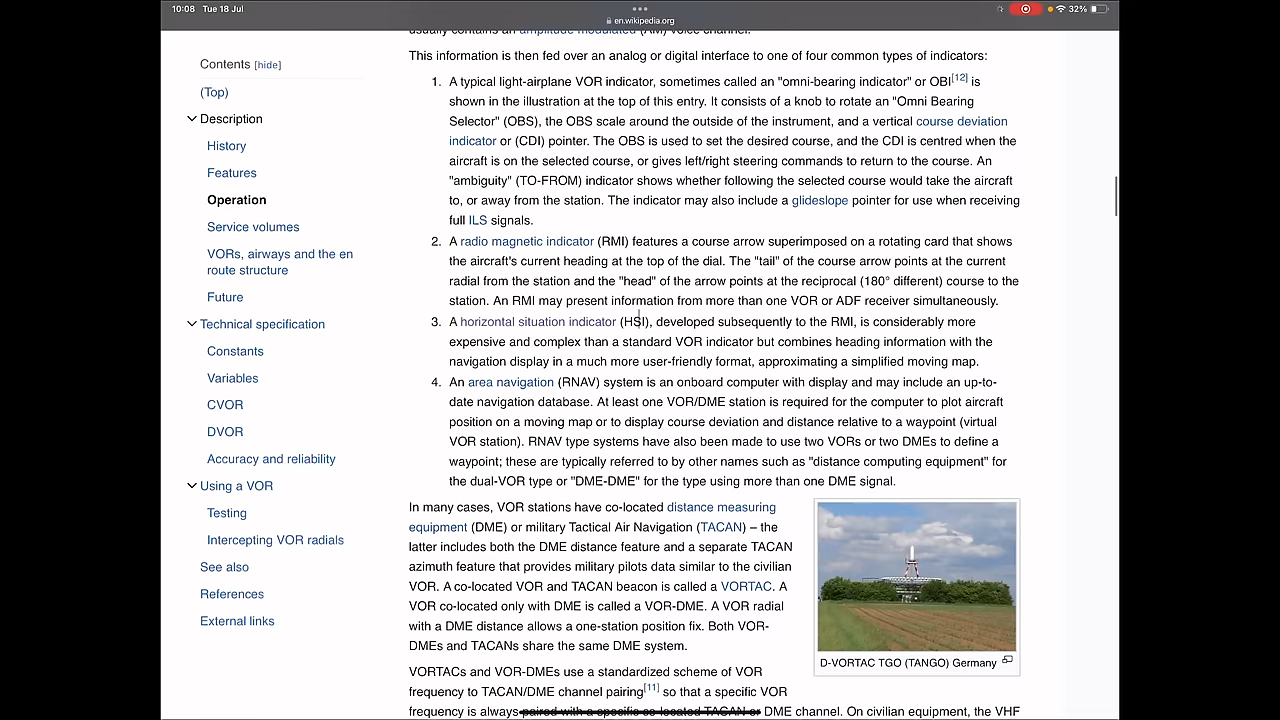 10:08 Tue 18 Jul
en.wikipedia.org
32%
Contents [hide]
(Top)
Description
History
Features
Operation
Service volumes
VORs, airways and the en
route structure
Future
Technical specification
Constants
Variables
CVOR
DVOR
Accuracy and reliability
Using a VOR
Testing
Intercepting VOR radials
See also
References
External links
usually contains an amplitude modulated (AM) voice channel.
This information is then fed over an analog or digital interface to one of four common types of indicators:
1. A typical light-airplane VOR indicator, sometimes called an "omni-bearing indicator" or OBI[12] is
shown in the illustration at the top of this entry. It consists of a knob to rotate an "Omni Bearing
Selector" (OBS), the OBS scale around the outside of the instrument, and a vertical course deviation
indicator or (CDI) pointer. The OBS is used to set the desired course, and the CDI is centred when the
aircraft is on the selected course, or gives left/right steering commands to return to the course. An
"ambiguity" (TO-FROM) indicator shows whether following the selected course would take the aircraft
to, or away from the station. The indicator may also include a glideslope pointer for use when receiving
full ILS signals.
2. A radio magnetic indicator (RMI) features a course arrow superimposed on a rotating card that shows
the aircraft's current heading at the top of the dial. The "tail" of the course arrow points at the current
radial from the station and the "head" of the arrow points at the reciprocal (180° different) course to the
station. An RMI may present information from more than one VOR or ADF receiver simultaneously.
3. A horizontal situation indicator (HSI), developed subsequently to the RMI, is considerably more
expensive and complex than a standard VOR indicator but combines heading information with the
navigation display in a much more user-friendly format, approximating a simplified moving map.
4. An area navigation (RNAV) system is an onboard computer with display and may include an up-to-
date navigation database. At least one VOR/DME station is required for the computer to plot aircraft
position on a moving map or to display course deviation and distance relative to a waypoint (virtual
VOR station). RNAV type systems have also been made to use two VORs or two DMEs to define a
waypoint; these are typically referred to by other names such as "distance computing equipment" for
the dual-VOR type or "DME-DME" for the type using more than one DME signal.
In many cases, VOR stations have co-located distance measuring
equipment (DME) or military Tactical Air Navigation (TACAN) – the
latter includes both the DME distance feature and a separate TACAN
azimuth feature that provides military pilots data similar to the civilian
VOR. A co-located VOR and TACAN beacon is called a VORTAC. A
VOR co-located only with DME is called a VOR-DME. A VOR radial
with a DME distance allows a one-station position fix. Both VOR-
DMEs and TACANs share the same DME system.
D-VORTAC TGO (TANGO) Germany
VORTACs and VOR-DMEs use a standardized scheme of VOR
frequency to TACAN/DME channel pairing[11] so that a specific VOR
frequency is always paired with a specific co-located TACAN or DME channel. On civilian equipment, the VHF